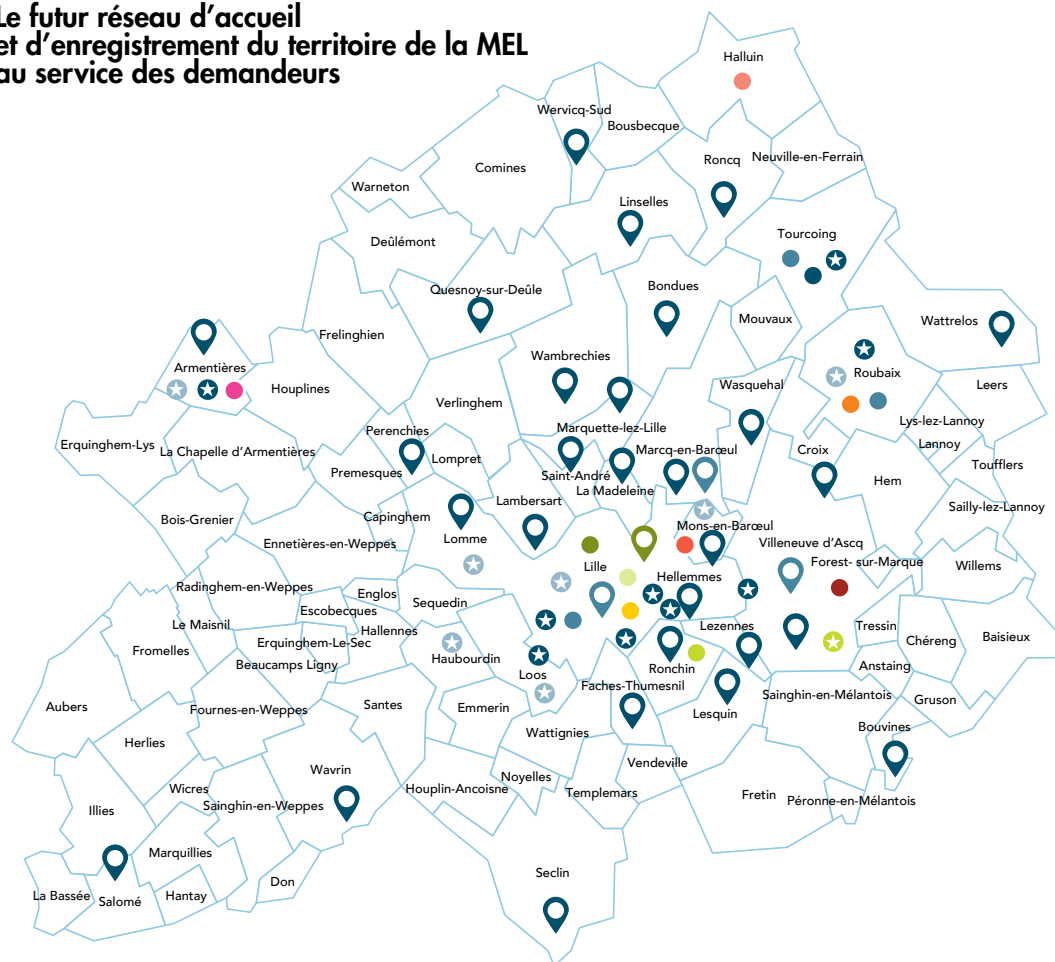 Le futur réseau d'accueil
et d'enregistrement du territoire de la MEL
au service des demandeurs
Halluin
Wervicq-Sud
Bousbecque
Roncq
Neuville-en-Ferrain
Comines
Warneton
Linselles
Deûlémont
Tourcoing
Quesnoy-sur-Deûle
Bondues
Mouvaux
Wattrelos
Frelinghien
Armentières
Wambrechies
Roubaix
Houplines
Wasquehal
Leers
Verlinghem
Lys-lez-Lannoy
Marquette-lez-Lille
Perenchies
Erquinghem-Lys
La Chapelle d'Armentières
Lannoy
Premesques
Lompret
Marcq-en-Barœul
Croix
Toufflers
Saint-André
La Madeleine
Hem
Lambersart
Sailly-lez-Lannoy
Bois-Grenier
Capinghem
Mons-en-Barœul
Ennetières-en-Weppes
Lomme
Villeneuve d'Ascq
Forest- sur-Marque
Lille
Willems
Hellemmes
Radinghem-en-Weppes
Englos
Sequedin
Escobecques
Le Maisnil
Hallennes
Lezennes
Tressin
Chéreng
Baisieux
Fromelles
Erquinghem-Le-Sec
Haubourdin
Beaucamps Ligny
Loos
Ronchin
Anstaing
Faches-Thumesnil
Sainghin-en-Mélantois
Gruson
Aubers
Fournes-en-Weppes
Santes
Emmerin
Lesquin
Bouvines
Wattignies
Herlies
Vendeville
Wavrin
Noyelles
Wicres
Houplin-Ancoisne
Templemars
Fretin
Péronne-en-Mélantois
Illies
Sainghin-en-Weppes
Marquillies
Seclin
Don
La Bassée
Salomé
Hantay